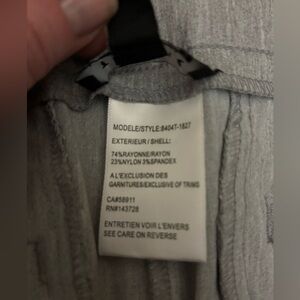 MODELE/STYLE:8404T-1827
EXTERIEUR/SHELL:
74%RAYONNE/RAYON
23%NYLON 3%SPANDEX
A L'EXCLUSION DES
GARNITURES/EXCLUSIVE OF TRIMS
CA#58911
RN#143728
ENTRETIEN VOIR L'ENVERS
SEE CARE ON REVERSE